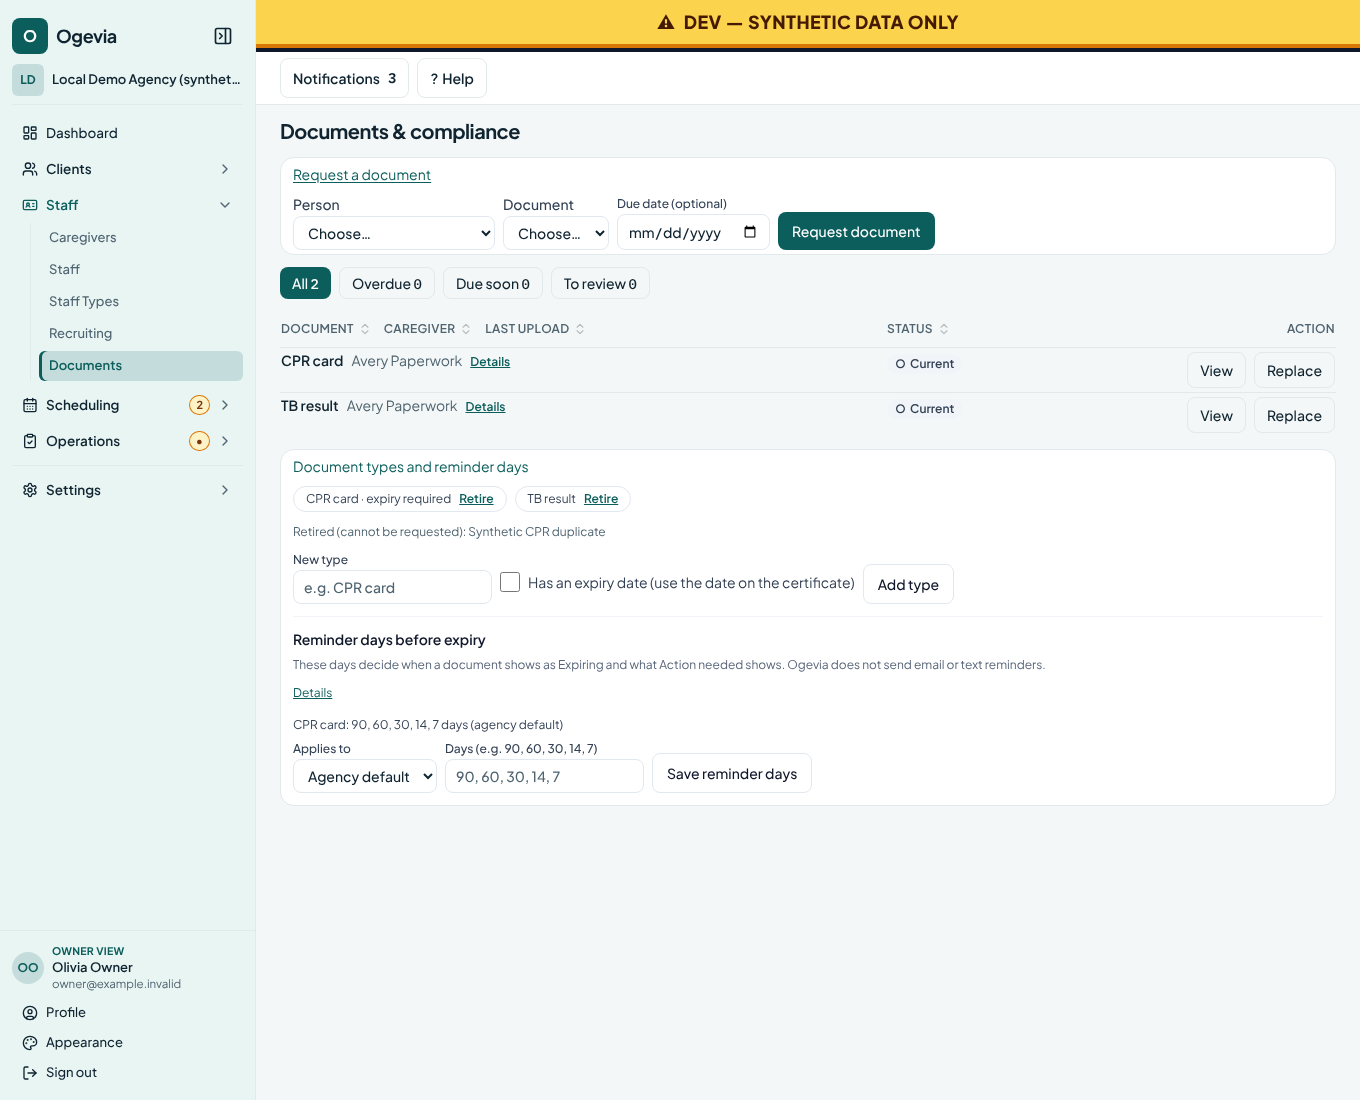 O Ogevia
LD Local Demo Agency (synthet...
Dashboard
Clients
Staff
Caregivers
Staff
Staff Types
Recruiting
Documents
Scheduling 2
Operations
Settings
OWNER VIEW
OO Olivia Owner
owner@example.invalid
Profile
Appearance
Sign out
DEV — SYNTHETIC DATA ONLY
Notifications 3 ? Help
Documents & compliance
Request a document
Person Document Due date (optional)
Choose... Choose... mm/dd/yyyy Request document
All 2 Overdue 0 Due soon 0 To review 0
DOCUMENT CAREGIVER LAST UPLOAD STATUS ACTION
CPR card Avery Paperwork Details Current View Replace
TB result Avery Paperwork Details Current View Replace
Document types and reminder days
CPR card · expiry required Retire TB result Retire
Retired (cannot be requested): Synthetic CPR duplicate
New type
e.g. CPR card Has an expiry date (use the date on the certificate) Add type
Reminder days before expiry
These days decide when a document shows as Expiring and what Action needed shows. Ogevia does not send email or text reminders.
Details
CPR card: 90, 60, 30, 14, 7 days (agency default)
Applies to Days (e.g. 90, 60, 30, 14, 7)
Agency default 90, 60, 30, 14, 7 Save reminder days